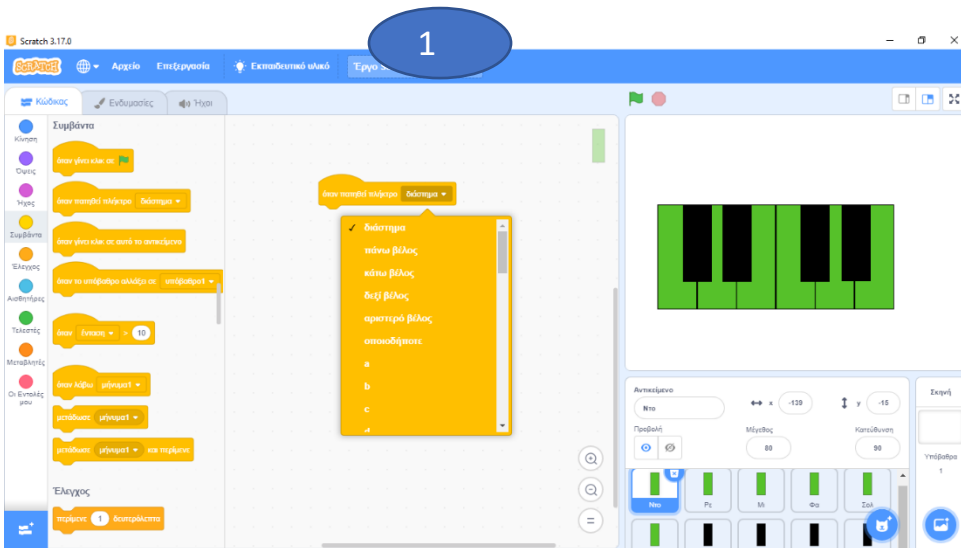 1
Scratch 3.17.0
SCRATCH
Αρχείο
Επεξεργασία
Εκπαιδευτικό υλικό
Έργο
Κώδικας
Ενδυμασίες
Ήχοι
Κίνηση
Όψεις
Ήχος
Συμβάντα
Έλεγχος
Αισθητήρες
Τελεστές
Μεταβλητές
Οι Εντολές
μου
Συμβάντα
όταν γίνει κλικ σε
όταν πατηθεί πλήκτρο διάστημα
όταν γίνει κλικ σε αυτό το αντικείμενο
όταν το υπόβαθρο αλλάξει σε υπόβαθρο1
όταν ένταση > 10
όταν λάβω μήνυμα1
μετάδωσε μήνυμα1
μετάδωσε μήνυμα1 και περίμενε
Έλεγχος
περίμενε 1 δευτερόλεπτα
όταν πατηθεί πλήκτρο διάστημα
✓ διάστημα
πάνω βέλος
κάτω βέλος
δεξί βέλος
αριστερό βέλος
οποιοδήποτε
a
b
c
d
Αντικείμενο
Ντο
x -139
y -15
Προβολή
Μέγεθος
80
Κατεύθυνση
90
Ντο
Ρε
Μι
Φα
Σολ
Σκηνή
Υπόβαθρα
1